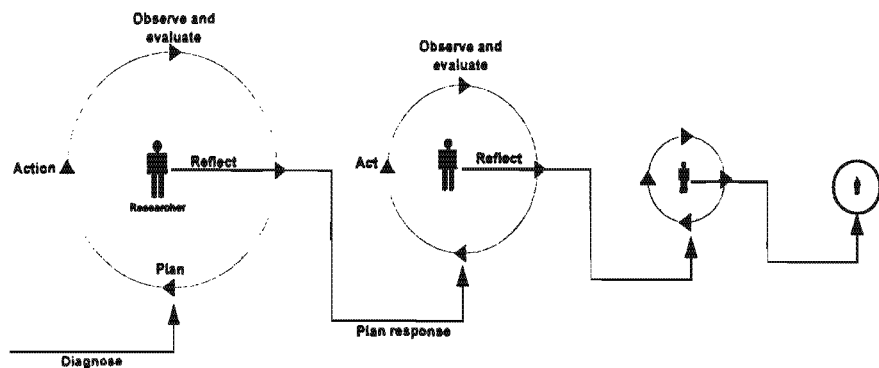 Observe and
evaluate
Observe and
evaluate
Action
Reflect
Researcher
Act
Reflect
Plan
Plan response
Diagnose